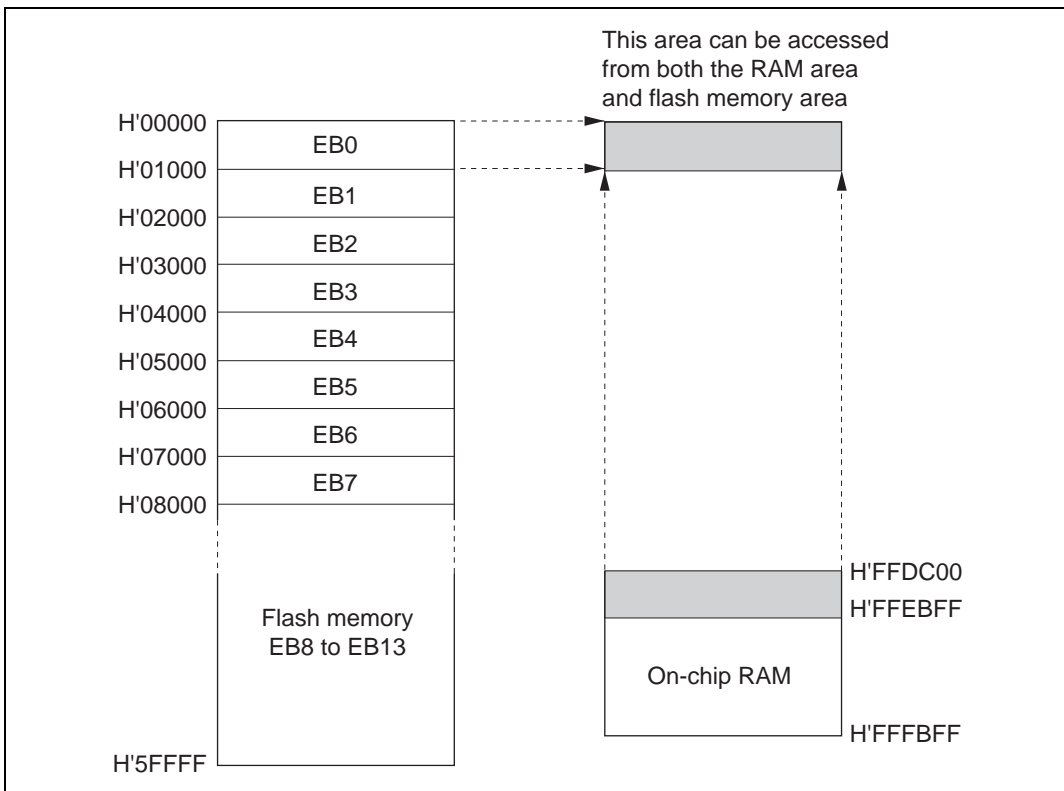 This area can be accessed
from both the RAM area
and flash memory area
H'00000
EB0
H'01000
EB1
H'02000
EB2
H'03000
EB3
H'04000
EB4
H'05000
EB5
H'06000
EB6
H'07000
EB7
H'08000
Flash memory
EB8 to EB13
H'5FFFF
H'FFDC00
H'FFEBFF
On-chip RAM
H'FFFBFF